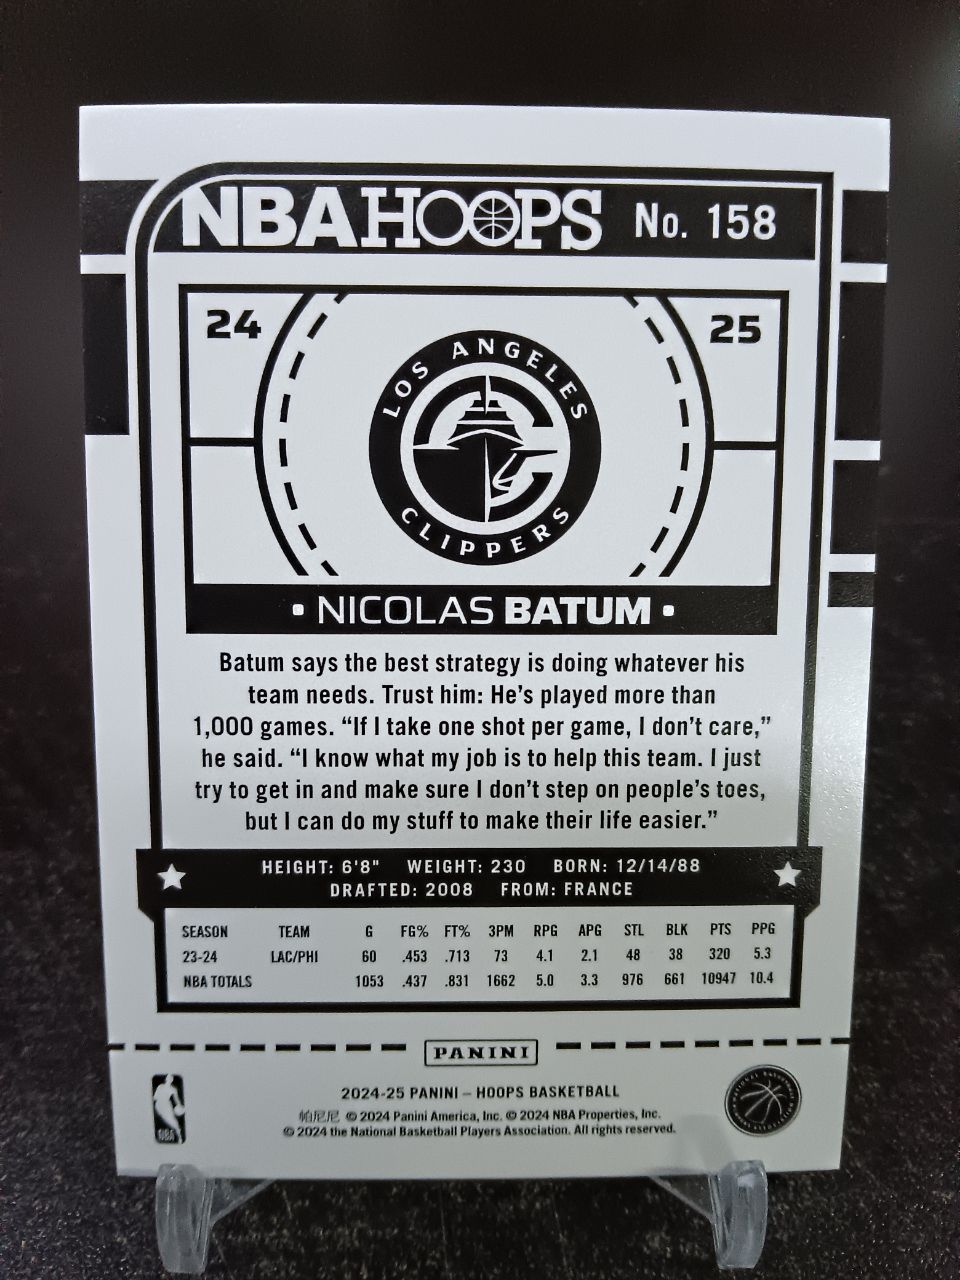 NBA HOOPS No. 158
24 25
LOS ANGELES
CLIPPERS
• NICOLAS BATUM •
Batum says the best strategy is doing whatever his
team needs. Trust him: He's played more than
1,000 games. “If I take one shot per game, I don't care,”
he said. “I know what my job is to help this team. I just
try to get in and make sure I don't step on people's toes,
but I can do my stuff to make their life easier.”
HEIGHT: 6'8" WEIGHT: 230 BORN: 12/14/88
DRAFTED: 2008 FROM: FRANCE
SEASON TEAM G FG% FT% 3PM RPG APG STL BLK PTS PPG
23-24 LAC/PHI 60 .453 .713 73 4.1 2.1 48 38 320 5.3
NBA TOTALS 1053 .437 .831 1662 5.0 3.3 976 661 10947 10.4
PANINI
2024-25 PANINI – HOOPS BASKETBALL
帕尼尼 © 2024 Panini America, Inc. © 2024 NBA Properties, Inc.
© 2024 the National Basketball Players Association. All rights reserved.
NBA